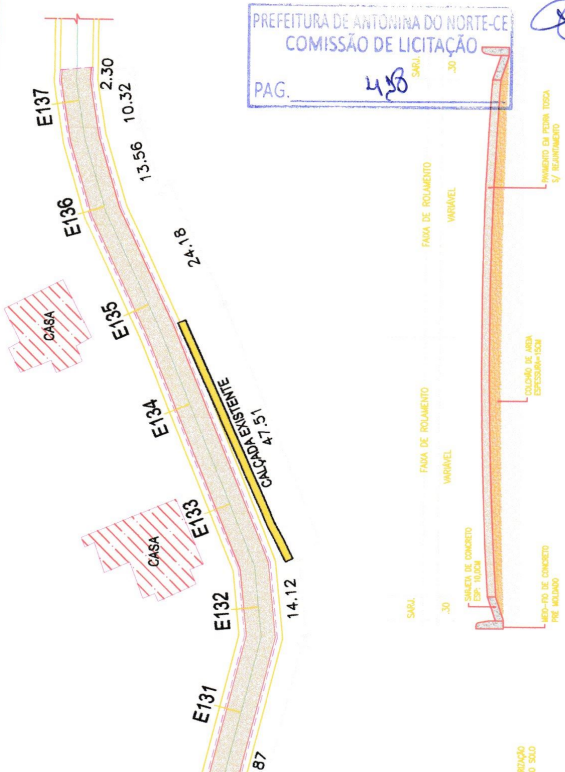 PREFEITURA DE ANTONINA DO NORTE-CE
COMISSÃO DE LICITAÇÃO
PAG. 
E137
2.30
10.32
13.56
E136
24.18
E135
CASA
E134
CALÇADA EXISTENTE
47.51
E133
CASA
E132
14.12
E131
87
SARJ.
.30
FAIXA DE ROLAMENTO
VARIÁVEL
PAVIMENTO EM PEDRA TOSCA
S/ REJUNTAMENTO
FAIXA DE ROLAMENTO
VARIÁVEL
COLCHÃO DE AREIA
ESPESSURA=15CM
SARJ.
.30
SARJETA DE CONCRETO
MEIO-FIO DE CONCRETO
PRÉ MOLDADO
RIZAÇÃO
O SOLO